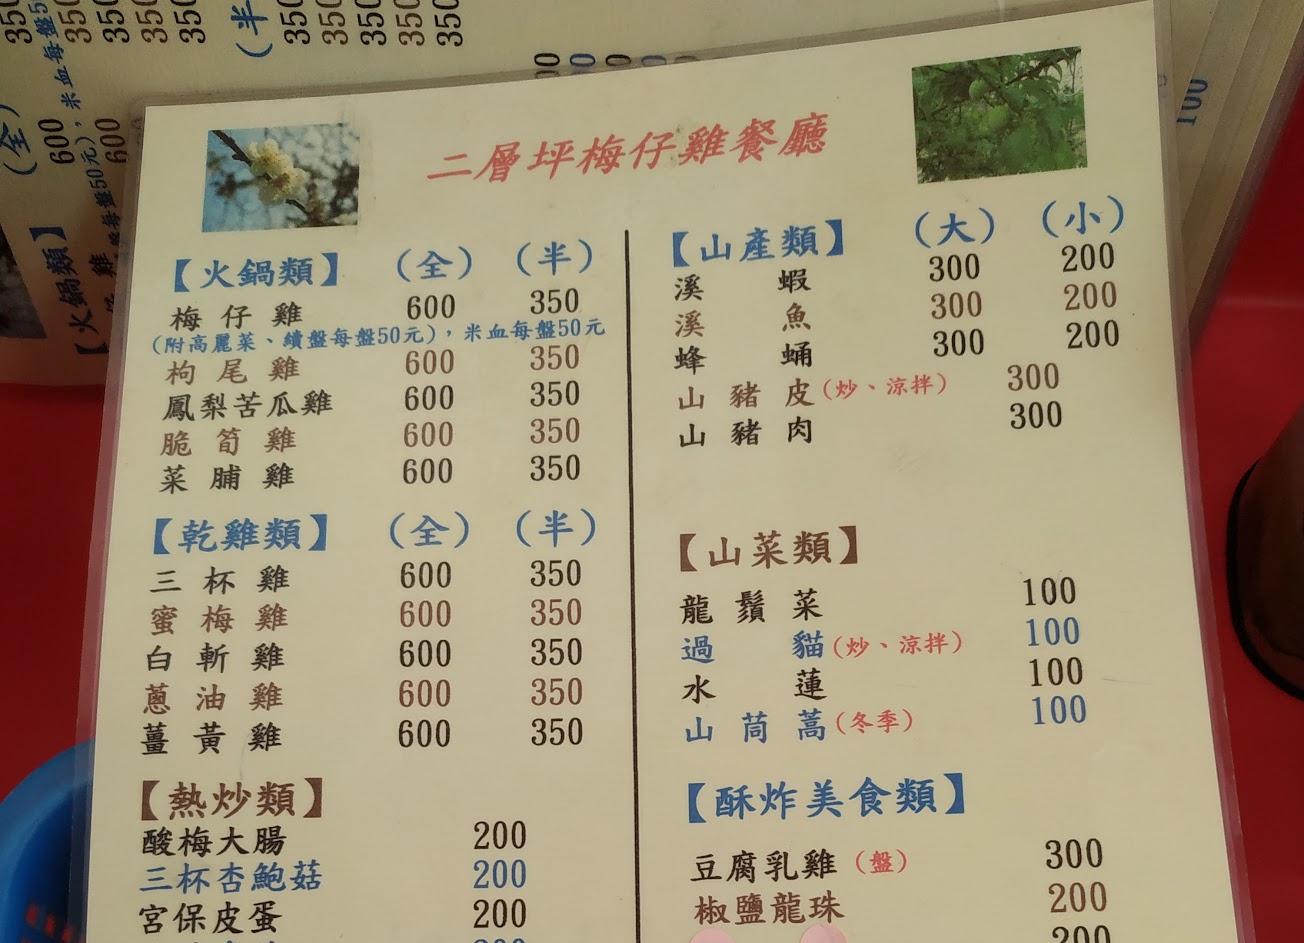 二層坪梅仔雞餐廳
【火鍋類】 (全) (半)
梅仔雞 600 350
(附高麗菜、續盤每盤50元),米血每盤50元
枸尾雞 600 350
鳳梨苦瓜雞 600 350
脆筍雞 600 350
菜脯雞 600 350
【乾雞類】 (全) (半)
三杯雞 600 350
蜜梅雞 600 350
白斬雞 600 350
蔥油雞 600 350
薑黃雞 600 350
【熱炒類】
酸梅大腸 200
三杯杏鮑菇 200
宮保皮蛋 200
【山產類】 (大) (小)
溪蝦 300 200
溪魚 300 200
蜂蛹 300 200
山豬皮(炒、涼拌) 300
山豬肉 300
【山菜類】
龍鬚菜 100
過貓(炒、涼拌) 100
水蓮 100
山茼蒿(冬季) 100
【酥炸美食類】
豆腐乳雞(盤) 300
椒鹽龍珠 200
200